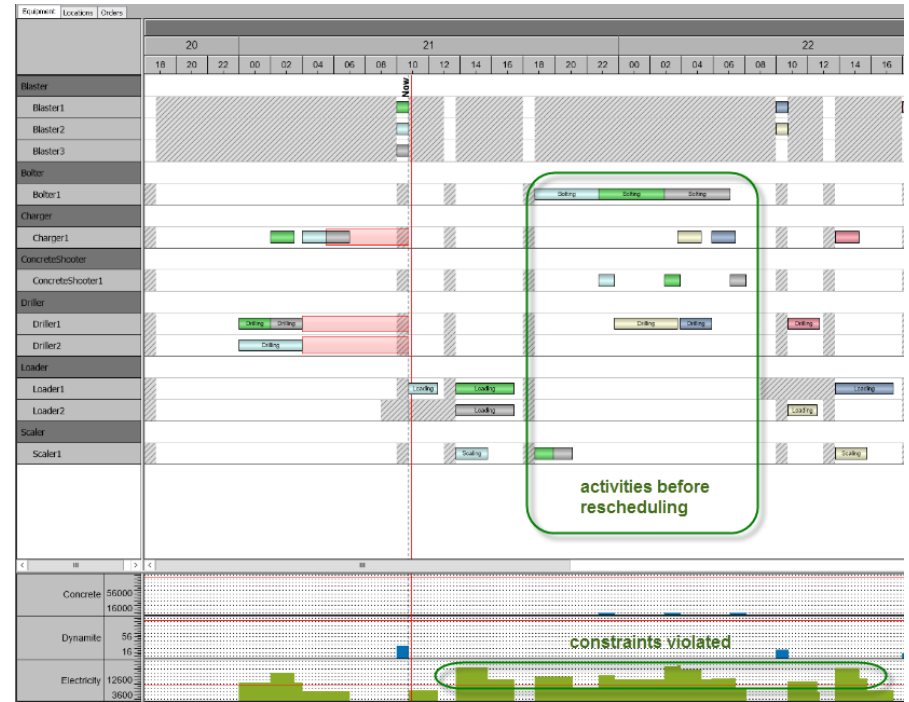 Equipment Locations Orders
20 21 22
18 20 22 00 02 04 06 08 10 12 14 16 18 20 22 00 02 04 06 08 10 12 14 16
Now
Blaster
Blaster1
Blaster2
Blaster3
Bolter
Bolter1 Bolting Bolting Bolting
Charger
Charger1
ConcreteShooter
ConcreteShooter1
Driller
Driller1 Drilling Drilling Drilling Drilling Drilling
Driller2 Drilling
Loader
Loader1 Loading Loading Loading
Loader2 Loading Loading
Scaler
Scaler1 Scaling Scaling
activities before
rescheduling
Concrete 56000
16000
Dynamite 56
16
constraints violated
Electricity 12600
3600